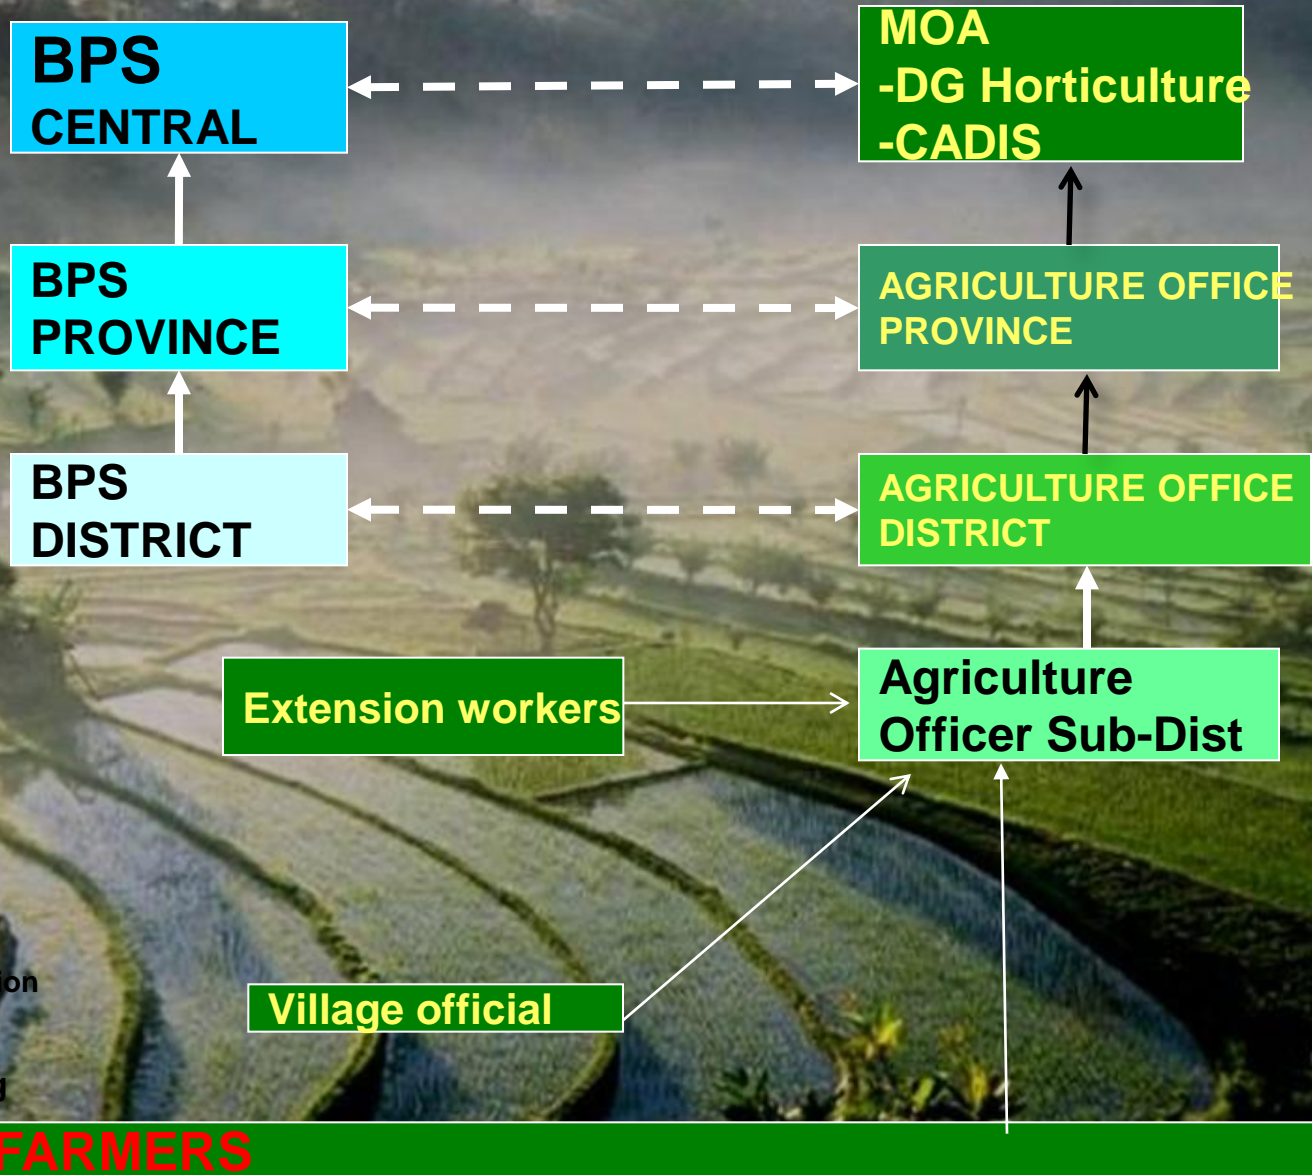 BPS
CENTRAL
MOA
-DG Horticulture
-CADIS
BPS
PROVINCE
AGRICULTURE OFFICE
PROVINCE
BPS
DISTRICT
AGRICULTURE OFFICE
DISTRICT
Extension workers
Agriculture
Officer Sub-Dist
Village official
FARMERS